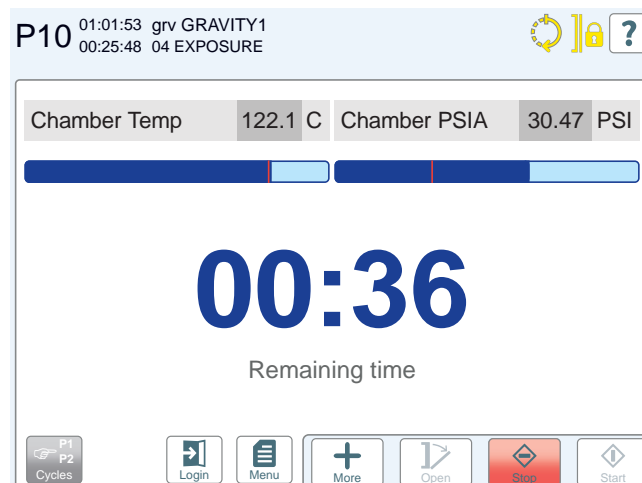 P10 01:01:53 grv GRAVITY1
00:25:48 04 EXPOSURE
?
Chamber Temp 122.1 C Chamber PSIA 30.47 PSI
00:36
Remaining time
P1
P2
Cycles Login Menu More Open Stop Start